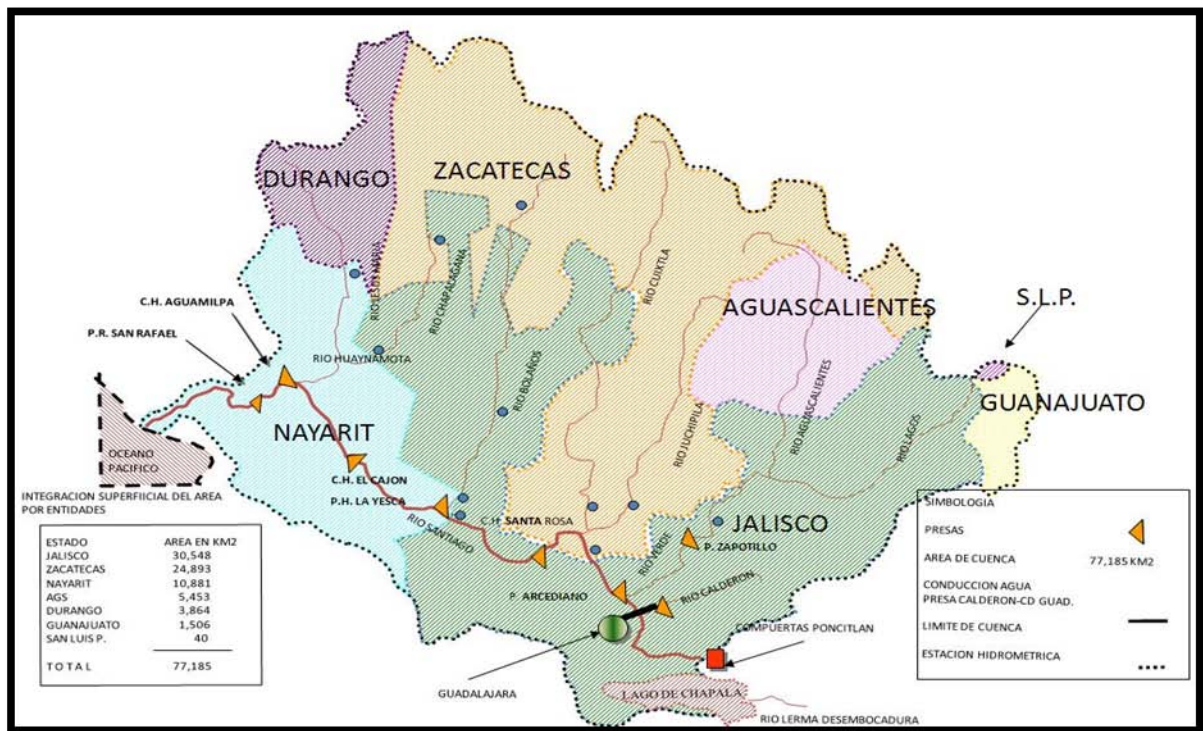 DURANGO
ZACATECAS
AGUASCALIENTES
S.L.P.
GUANAJUATO
NAYARIT
JALISCO
C.H. AGUAMILPA
P.R. SAN RAFAEL
RIO HUAYNAMOTA
RIO JESUS MARIA
RIO CHAPALAGANA
RIO BOLAÑOS
RIO CUIXTLA
RIO JUCHIPILA
RIO AGUASCALIENTES
RIO LAGOS
OCEANO
PACIFICO
C.H. EL CAJON
P.H. LA YESCA
RIO SANTIAGO
C.H. SANTA ROSA
RIO VERDE
P. ZAPOTILLO
P. ARCEDIANO
RIO CALDERON
COMPUERTAS PONCITLAN
GUADALAJARA
LAGO DE CHAPALA
RIO LERMA DESEMBOCADURA
INTEGRACION SUPERFIICIAL DEL AREA
POR ENTIDADES
ESTADO AREA EN KM2
JALISCO 30,548
ZACATECAS 24,893
NAYARIT 10,881
AGS 5,453
DURANGO 3,864
GUANAJUATO 1,506
SAN LUIS P. 40
T O T A L 77,185
SIMBOLOGIA
PRESAS
AREA DE CUENCA 77,185 KM2
CONDUCCION AGUA
PRESA CALDERON-CD GUAD.
LIMITE DE CUENCA
ESTACION HIDROMETRICA